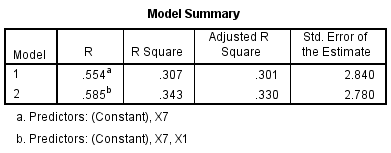 Model Summary
Model R R Square Adjusted R Square Std. Error of the Estimate
1 .554a .307 .301 2.840
2 .585b .343 .330 2.780
a. Predictors: (Constant), X7
b. Predictors: (Constant), X7, X1